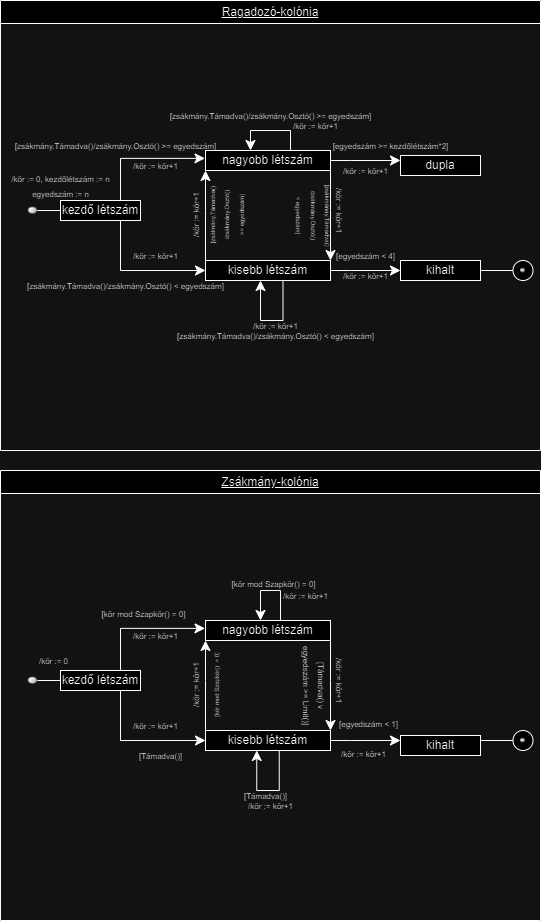 Ragadozó-kolónia
[zsákmány.Támadva()/zsákmány.Osztó() >= egyedszám]
/kör := kör+1
[zsákmány.Támadva()/zsákmány.Osztó() >= egyedszám]
/kör := kör+1
nagyobb létszám
[egyedszám >= kezdőlétszám*2]
/kör := kör+1
dupla
/kör := 0, kezdőlétszám := n
egyedszám := n
kezdő létszám
/kör := kör+1
[zsákmány.Támadva()
/zsákmány.Osztó()
>= egyedszám]
[zsákmány.Támadva()
/zsákmány.Osztó()
< egyedszám]
/kör := kör+1
/kör := kör+1
[zsákmány.Támadva()/zsákmány.Osztó() < egyedszám]
kisebb létszám
[egyedszám < 4]
/kör := kör+1
kihalt
/kör := kör+1
[zsákmány.Támadva()/zsákmány.Osztó() < egyedszám]
Zsákmány-kolónia
[kör mod Szapkör() = 0]
/kör := kör+1
[kör mod Szapkör() = 0]
/kör := kör+1
nagyobb létszám
/kör := 0
kezdő létszám
/kör := kör+1
[kör mod Szapkör() = 0]
[Támadva() v
egyedszám >= Limit()]
/kör := kör+1
/kör := kör+1
[Támadva()]
kisebb létszám
[egyedszám < 1]
/kör := kör+1
kihalt
[Támadva()]
/kör := kör+1